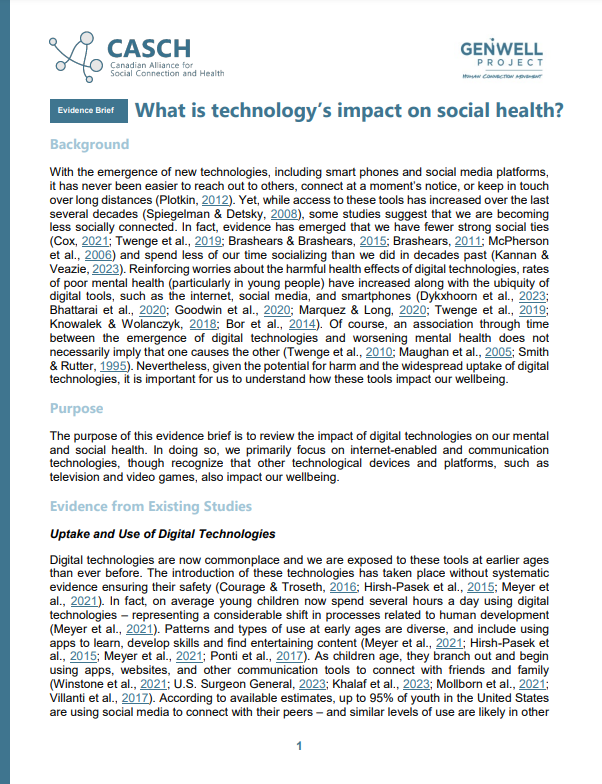 CASCH
Canadian Alliance for
Social Connection and Health
GENWELL
PROJECT
HUMAN CONNECTION MOVEMENT
Evidence Brief
What is technology’s impact on social health?
Background
With the emergence of new technologies, including smart phones and social media platforms,
it has never been easier to reach out to others, connect at a moment’s notice, or keep in touch
over long distances (Plotkin, 2012). Yet, while access to these tools has increased over the last
several decades (Spiegelman & Detsky, 2008), some studies suggest that we are becoming
less socially connected. In fact, evidence has emerged that we have fewer strong social ties
(Cox, 2021; Twenge et al., 2019; Brashears & Brashears, 2015; Brashears, 2011; McPherson
et al., 2006) and spend less of our time socializing than we did in decades past (Kannan &
Veazie, 2023). Reinforcing worries about the harmful health effects of digital technologies, rates
of poor mental health (particularly in young people) have increased along with the ubiquity of
digital tools, such as the internet, social media, and smartphones (Dykxhoorn et al., 2023;
Bhattarai et al., 2020; Goodwin et al., 2020; Marquez & Long, 2020; Twenge et al., 2019;
Knowalek & Wolanczyk, 2018; Bor et al., 2014). Of course, an association through time
between the emergence of digital technologies and worsening mental health does not
necessarily imply that one causes the other (Twenge et al., 2010; Maughan et al., 2005; Smith
& Rutter, 1995). Nevertheless, given the potential for harm and the widespread uptake of digital
technologies, it is important for us to understand how these tools impact our wellbeing.
Purpose
The purpose of this evidence brief is to review the impact of digital technologies on our mental
and social health. In doing so, we primarily focus on internet-enabled and communication
technologies, though recognize that other technological devices and platforms, such as
television and video games, also impact our wellbeing.
Evidence from Existing Studies
Uptake and Use of Digital Technologies
Digital technologies are now commonplace and we are exposed to these tools at earlier ages
than ever before. The introduction of these technologies has taken place without systematic
evidence ensuring their safety (Courage & Troseth, 2016; Hirsh-Pasek et al., 2015; Meyer et
al., 2021). In fact, on average young children now spend several hours a day using digital
technologies – representing a considerable shift in processes related to human development
(Meyer et al., 2021). Patterns and types of use at early ages are diverse, and include using
apps to learn, develop skills and find entertaining content (Meyer et al., 2021; Hirsh-Pasek et
al., 2015; Meyer et al., 2021; Ponti et al., 2017). As children age, they branch out and begin
using apps, websites, and other communication tools to connect with friends and family
(Winstone et al., 2021; U.S. Surgeon General, 2023; Khalaf et al., 2023; Mollborn et al., 2021;
Villanti et al., 2017). According to available estimates, up to 95% of youth in the United States
are using social media to connect with their peers – and similar levels of use are likely in other
1